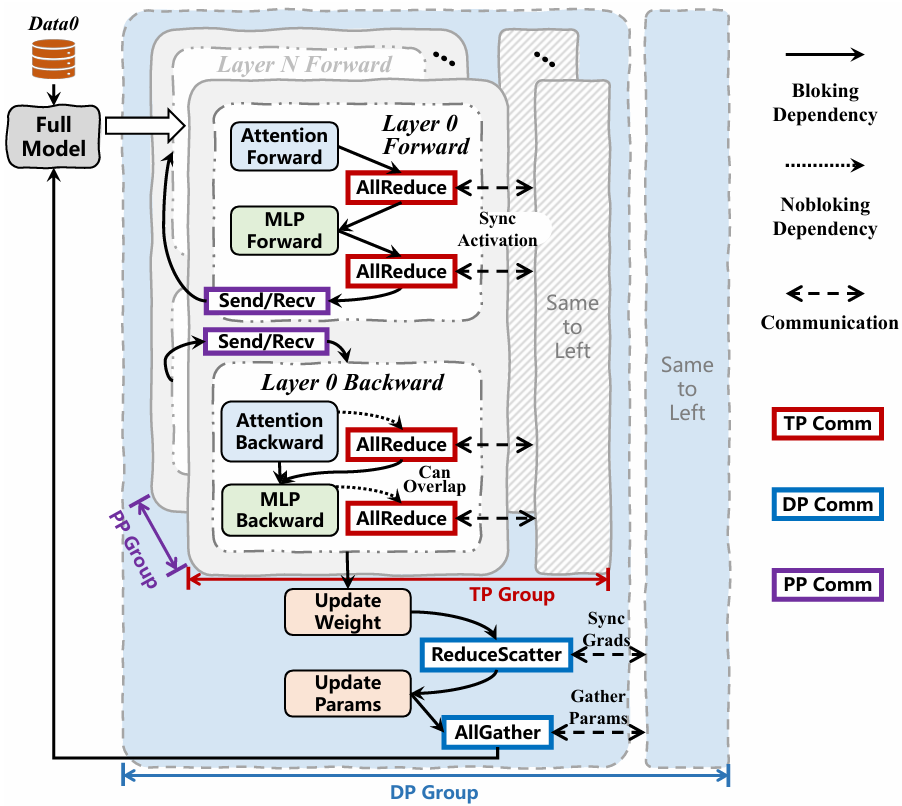 Data0
Full
Model
Layer N Forward
Layer 0
Forward
Attention
Forward
AllReduce
MLP
Forward
Sync
Activation
AllReduce
Send/Recv
Send/Recv
Layer 0 Backward
Attention
Backward
AllReduce
Can
Overlap
MLP
Backward
AllReduce
Same
to
Left
Same
to
Left
PP Group
TP Group
Update
Weight
Sync
Grads
ReduceScatter
Update
Params
Gather
Params
AllGather
DP Group
Bloking
Dependency
Nobloking
Dependency
Communication
TP Comm
DP Comm
PP Comm